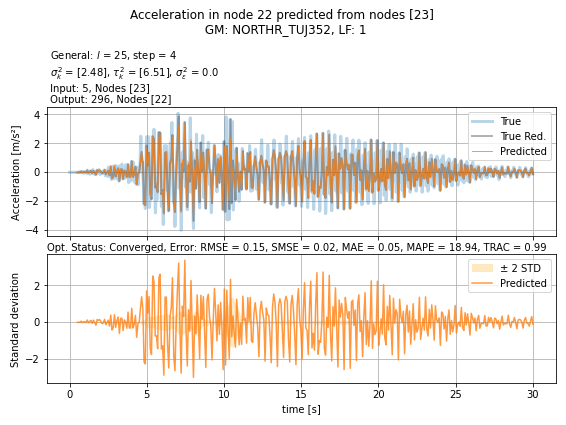 Acceleration in node 22 predicted from nodes [23]
GM: NORTHR_TUJ352, LF: 1
General: l = 25, step = 4
σ²ₖ = [2.48], τ²ₖ = [6.51], σ²ε = 0.0
Input: 5, Nodes [23]
Output: 296, Nodes [22]
Acceleration [m/s²]
4
2
0
−2
−4
True
True Red.
Predicted
Opt. Status: Converged, Error: RMSE = 0.15, SMSE = 0.02, MAE = 0.05, MAPE = 18.94, TRAC = 0.99
Standard deviation
2
0
−2
± 2 STD
Predicted
0 5 10 15 20 25 30
time [s]